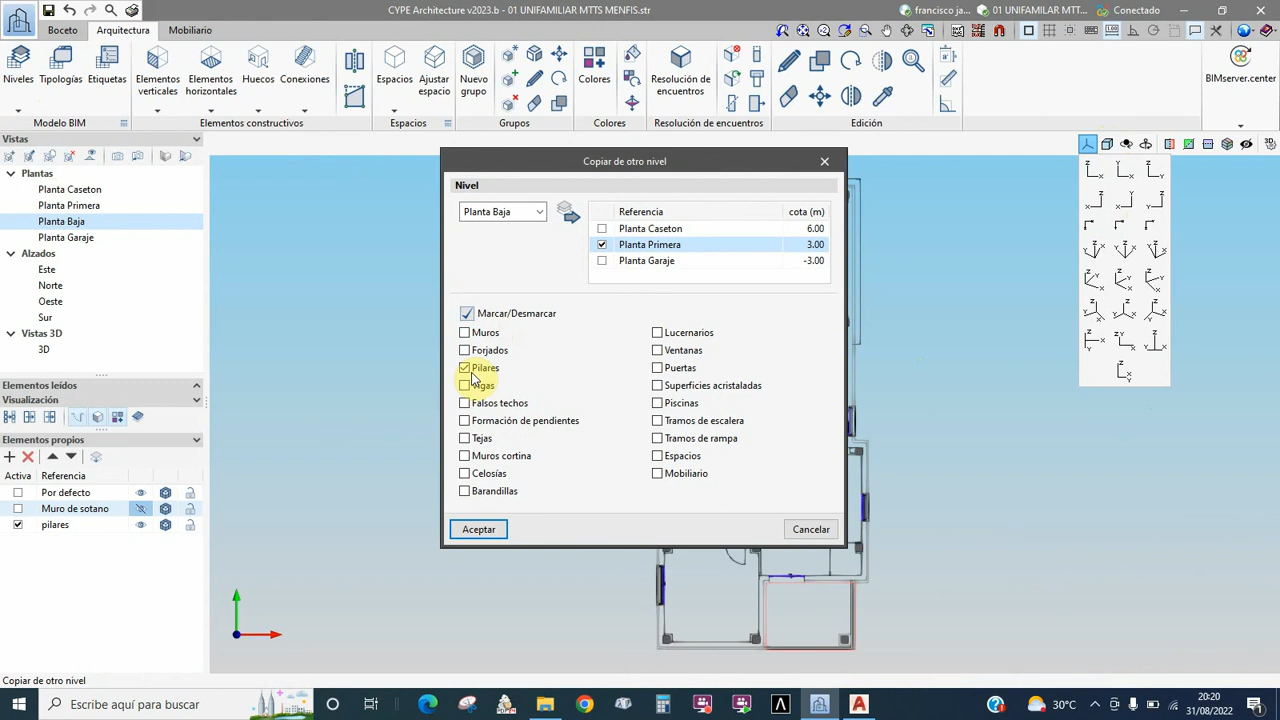 CYPE Architecture v2023.b - 01 UNIFAMILAR MTTS MENFIS.str
francisco ja...
01 UNIFAMILAR MTT...
Conectado
Boceto
Arquitectura
Mobiliario
Niveles
Tipologías
Etiquetas
Elementos verticales
Elementos horizontales
Huecos
Conexiones
Espacios
Ajustar espacio
Nuevo grupo
Colores
Resolución de encuentros
BIMserver.center
Modelo BIM
Elementos constructivos
Espacios
Grupos
Colores
Resolución de encuentros
Edición
Vistas
Plantas
Planta Caseton
Planta Primera
Planta Baja
Planta Garaje
Alzados
Este
Norte
Oeste
Sur
Vistas 3D
3D
Elementos leídos
Visualización
Elementos propios
Activa
Referencia
Por defecto
Muro de sotano
pilares
Copiar de otro nivel
Nivel
Planta Baja
Referencia
cota (m)
Planta Caseton
6.00
Planta Primera
3.00
Planta Garaje
-3.00
Marcar/Desmarcar
Muros
Forjados
Pilares
Falsos techos
Formación de pendientes
Tejas
Muros cortina
Celosías
Barandillas
Lucernarios
Ventanas
Puertas
Superficies acristaladas
Piscinas
Tramos de escalera
Tramos de rampa
Espacios
Mobiliario
Aceptar
Cancelar
Copiar de otro nivel
Escribe aquí para buscar
30°C
20:20
31/08/2022